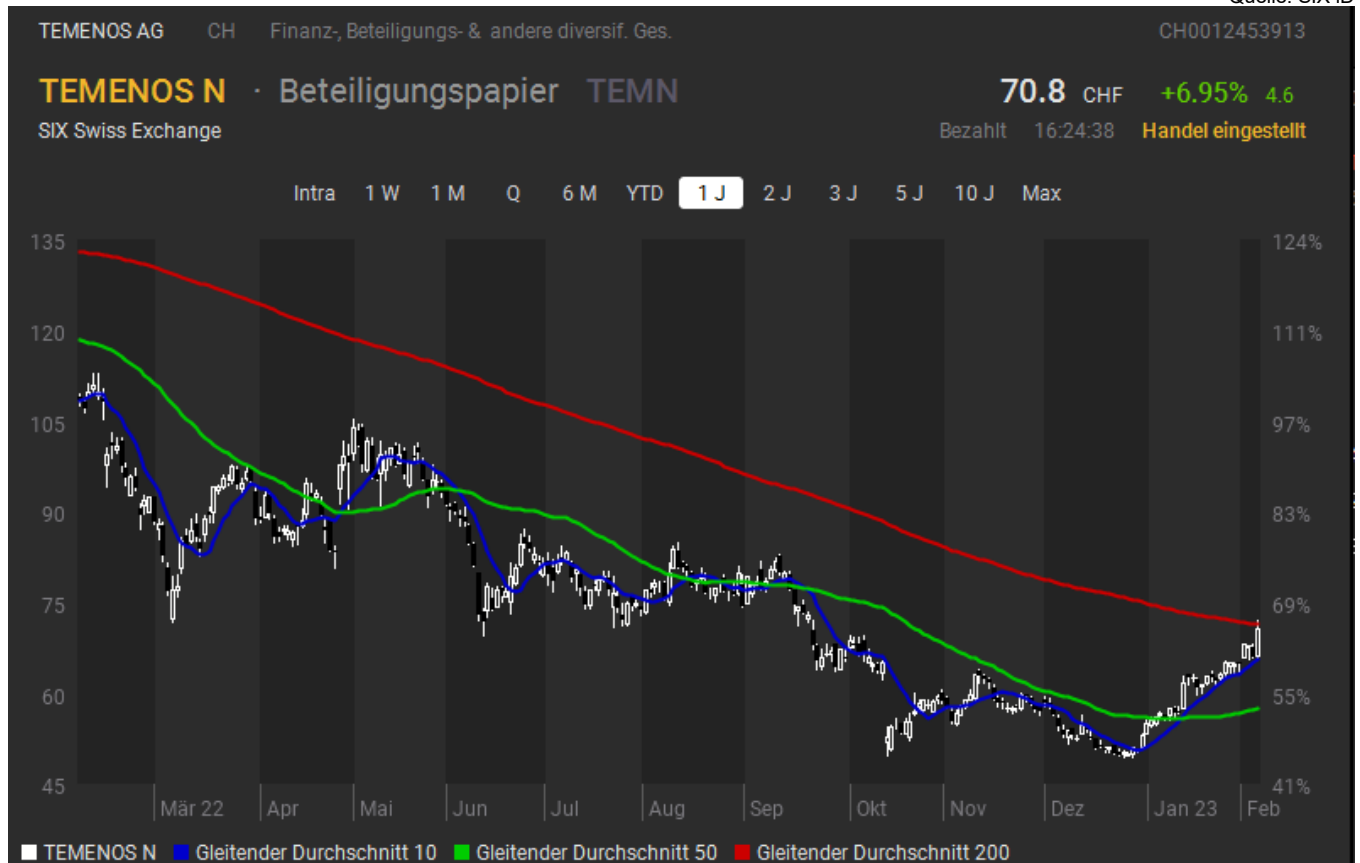 TEMENOS AG CH Finanz-, Beteiligungs- & andere diversif. Ges. CH0012453913
TEMENOS N · Beteiligungspapier TEMN 70.8 CHF +6.95% 4.6
SIX Swiss Exchange Bezahlt 16:24:38 Handel eingestellt
Intra 1 W 1 M Q 6 M YTD 1 J 2 J 3 J 5 J 10 J Max
135 124%
120 111%
105 97%
90 83%
75 69%
60 55%
45 41%
Mär 22 Apr Mai Jun Jul Aug Sep Okt Nov Dez Jan 23 Feb
TEMENOS N Gleitender Durchschnitt 10 Gleitender Durchschnitt 50 Gleitender Durchschnitt 200